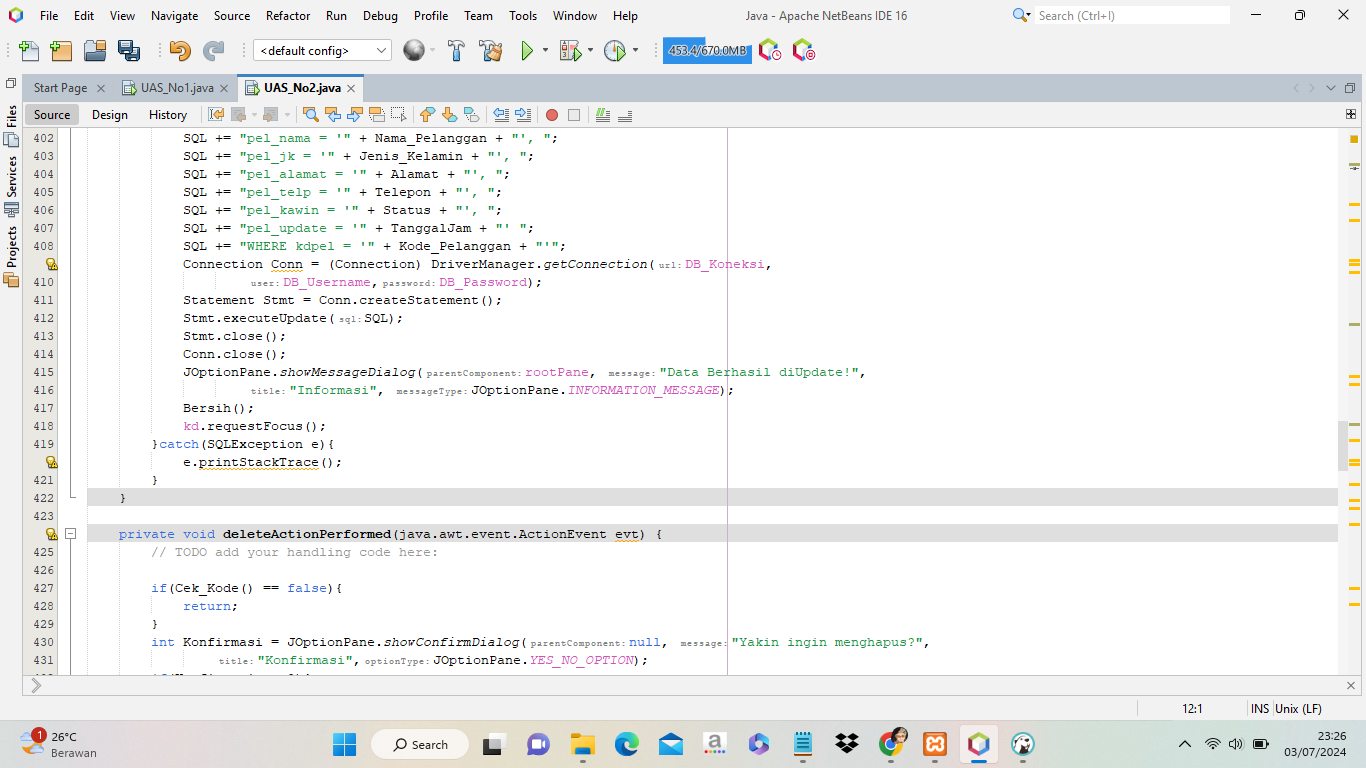 File Edit View Navigate Source Refactor Run Debug Profile Team Tools Window Help
Java - Apache NetBeans IDE 16
Search (Ctrl+I)
<default config>
453.4/670.0MB
Start Page
UAS_No1.java
UAS_No2.java
Source Design History
Files
Services
Projects
402 SQL += "pel_nama = '" + Nama_Pelanggan + "', ";
403 SQL += "pel_jk = '" + Jenis_Kelamin + "', ";
404 SQL += "pel_alamat = '" + Alamat + "', ";
405 SQL += "pel_telp = '" + Telepon + "', ";
406 SQL += "pel_kawin = '" + Status + "', ";
407 SQL += "pel_update = '" + TanggalJam + "' ";
408 SQL += "WHERE kdpel = '" + Kode_Pelanggan + "'";
Connection Conn = (Connection) DriverManager.getConnection( url: DB_Koneksi,
410 user: DB_Username, password: DB_Password);
411 Statement Stmt = Conn.createStatement();
412 Stmt.executeUpdate( sql: SQL);
413 Stmt.close();
414 Conn.close();
415 JOptionPane.showMessageDialog( parentComponent: rootPane, message: "Data Berhasil diUpdate!",
416 title: "Informasi", messageType: JOptionPane.INFORMATION_MESSAGE);
417 Bersih();
418 kd.requestFocus();
419 }catch(SQLException e){
e.printStackTrace();
421 }
422 }
423
private void deleteActionPerformed(java.awt.event.ActionEvent evt) {
425 // TODO add your handling code here:
426
427 if(Cek_Kode() == false){
428 return;
429 }
430 int Konfirmasi = JOptionPane.showConfirmDialog( parentComponent: null, message: "Yakin ingin menghapus?",
431 title: "Konfirmasi", optionType: JOptionPane.YES_NO_OPTION);
12:1 INS Unix (LF)
1
26°C
Berawan
Search
23:26
03/07/2024